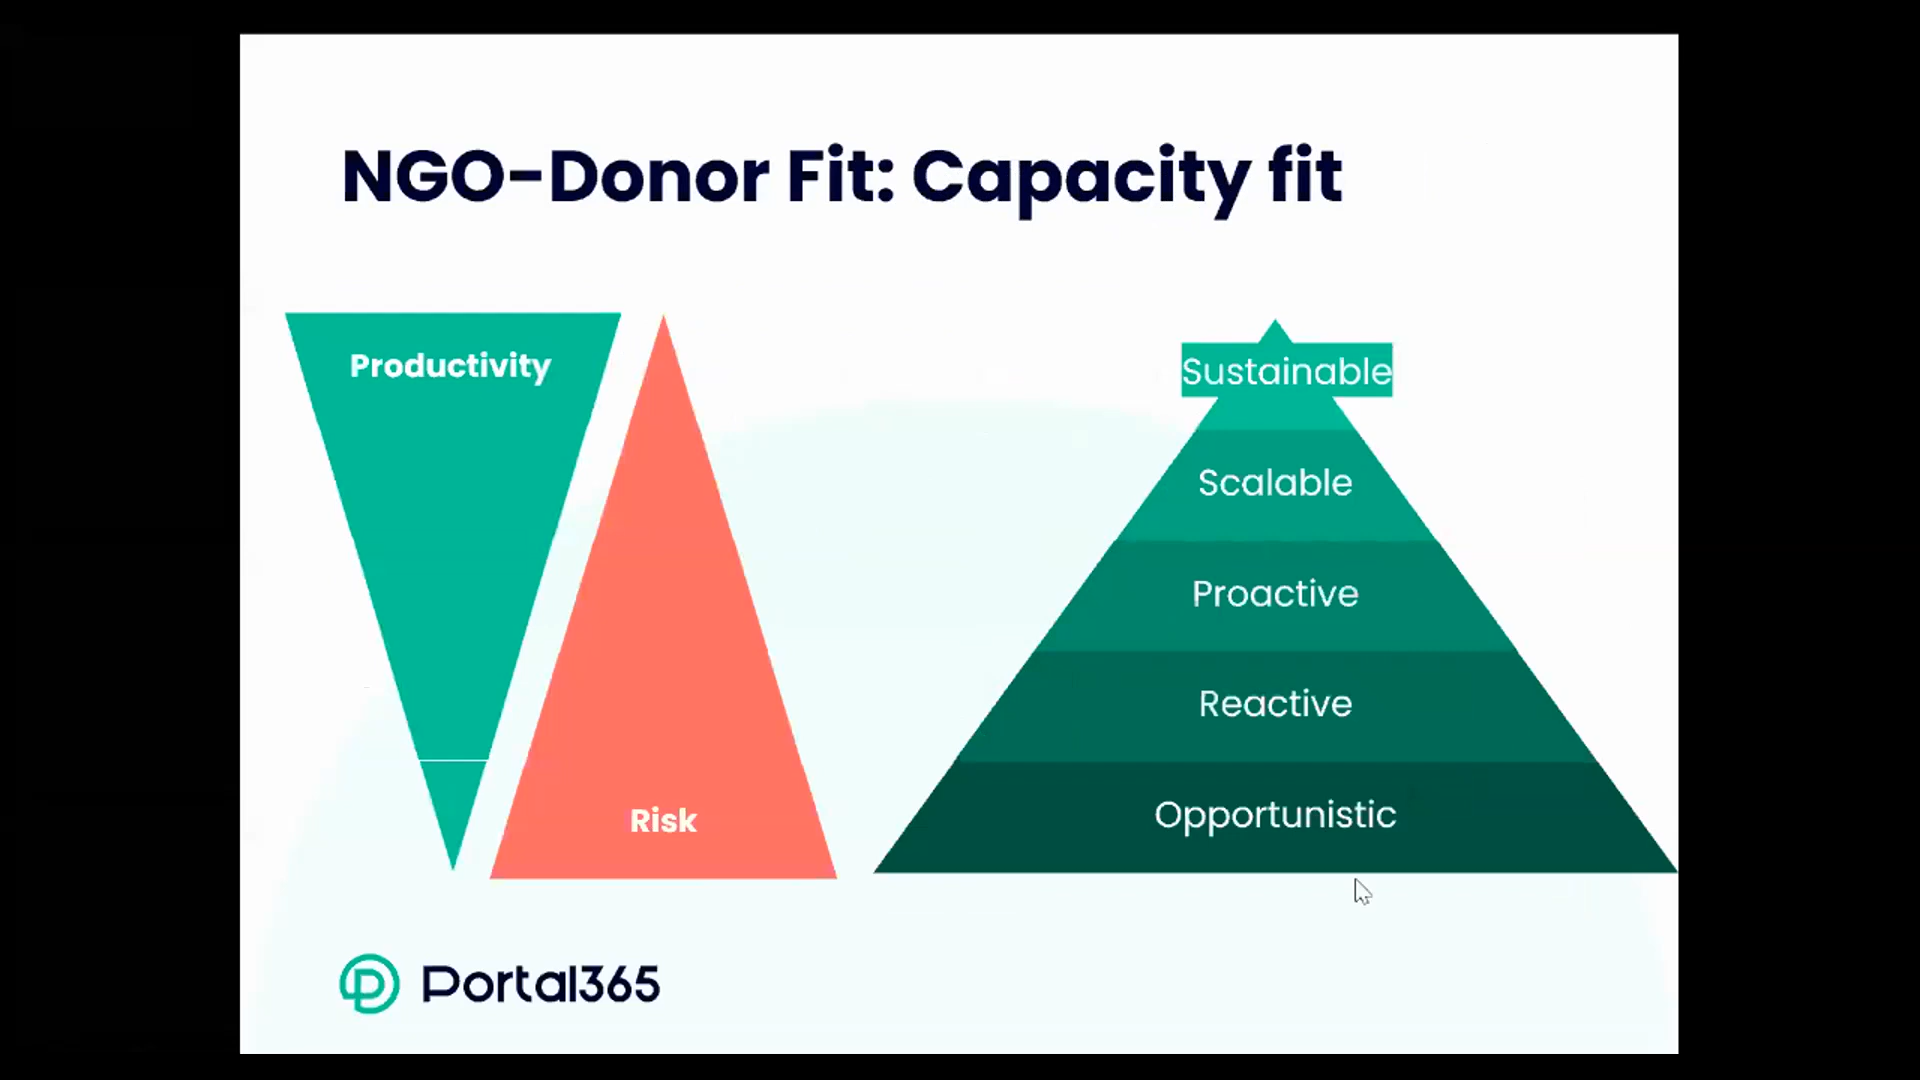 NGO-Donor Fit: Capacity fit
Productivity
Risk
Sustainable
Scalable
Proactive
Reactive
Opportunistic
Portal365